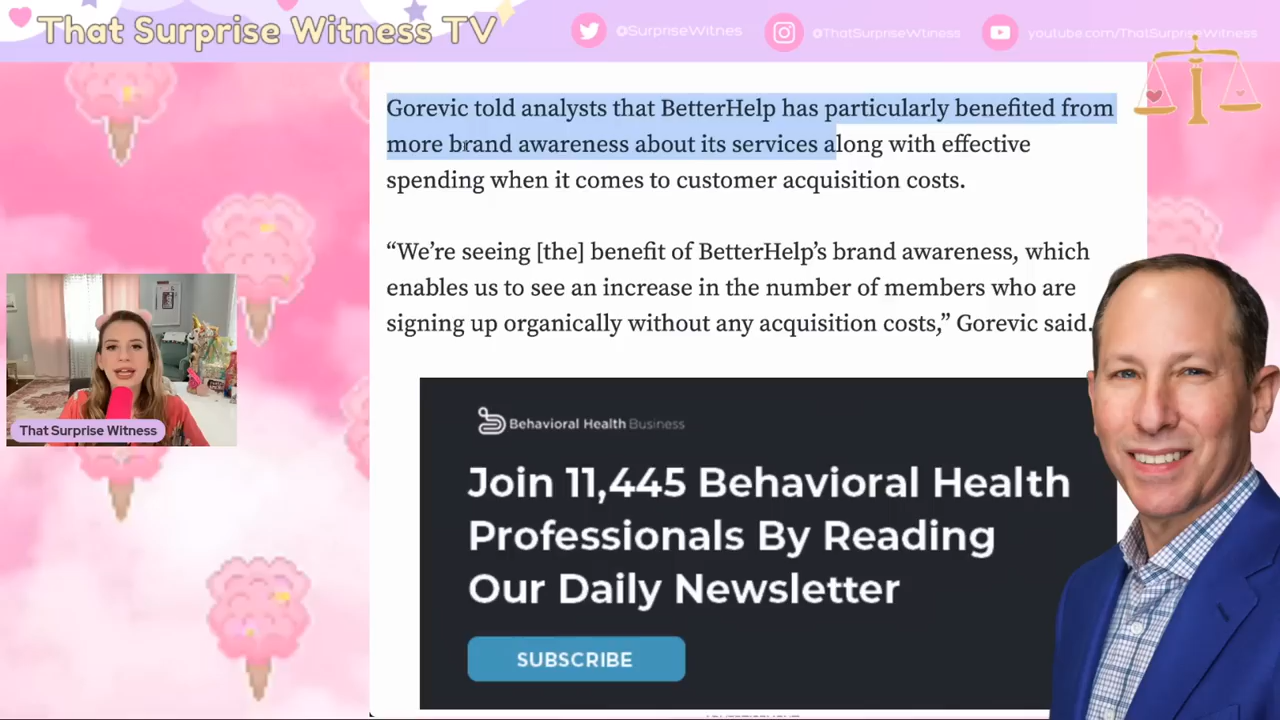 That Surprise Witness TV
@SurpriseWitnes
@ThatSurpriseWtiness
youtube.com/ThatSurpriseWitness
Gorevic told analysts that BetterHelp has particularly benefited from
more brand awareness about its services along with effective
spending when it comes to customer acquisition costs.
“We’re seeing [the] benefit of BetterHelp’s brand awareness, which
enables us to see an increase in the number of members who are
signing up organically without any acquisition costs,” Gorevic said.
That Surprise Witness
Behavioral Health Business
Join 11,445 Behavioral Health
Professionals By Reading
Our Daily Newsletter
SUBSCRIBE